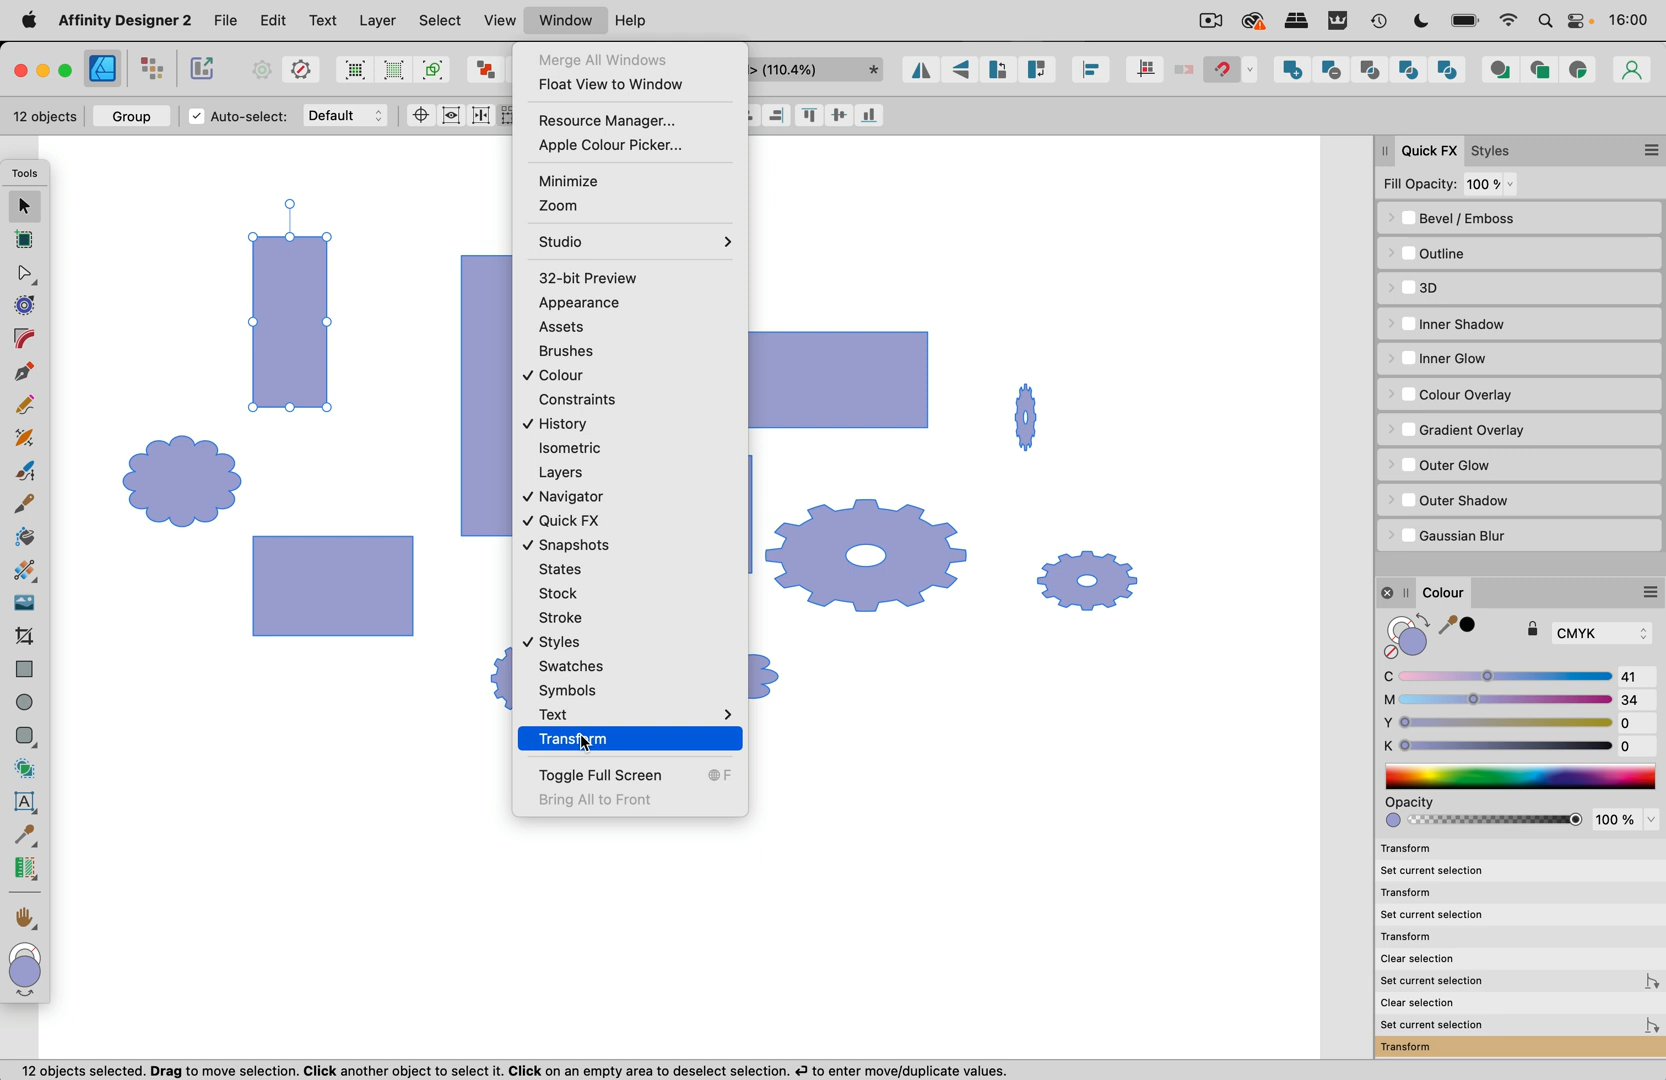 Affinity Designer 2 File Edit Text Layer Select View Window Help 16:00
> (110.4%) *
12 objects Group Auto-select: Default
Tools
Merge All Windows
Float View to Window
Resource Manager...
Apple Colour Picker...
Minimize
Zoom
Studio
32-bit Preview
Appearance
Assets
Brushes
Colour
Constraints
History
Isometric
Layers
Navigator
Quick FX
Snapshots
States
Stock
Stroke
Styles
Swatches
Symbols
Text
Transform
Toggle Full Screen F
Bring All to Front
Quick FX Styles
Fill Opacity: 100 %
Bevel / Emboss
Outline
3D
Inner Shadow
Inner Glow
Colour Overlay
Gradient Overlay
Outer Glow
Outer Shadow
Gaussian Blur
Colour
CMYK
C 41
M 34
Y 0
K 0
Opacity
100 %
Transform
Set current selection
Transform
Set current selection
Transform
Clear selection
Set current selection
Clear selection
Set current selection
Transform
12 objects selected. Drag to move selection. Click another object to select it. Click on an empty area to deselect selection. ↵ to enter move/duplicate values.